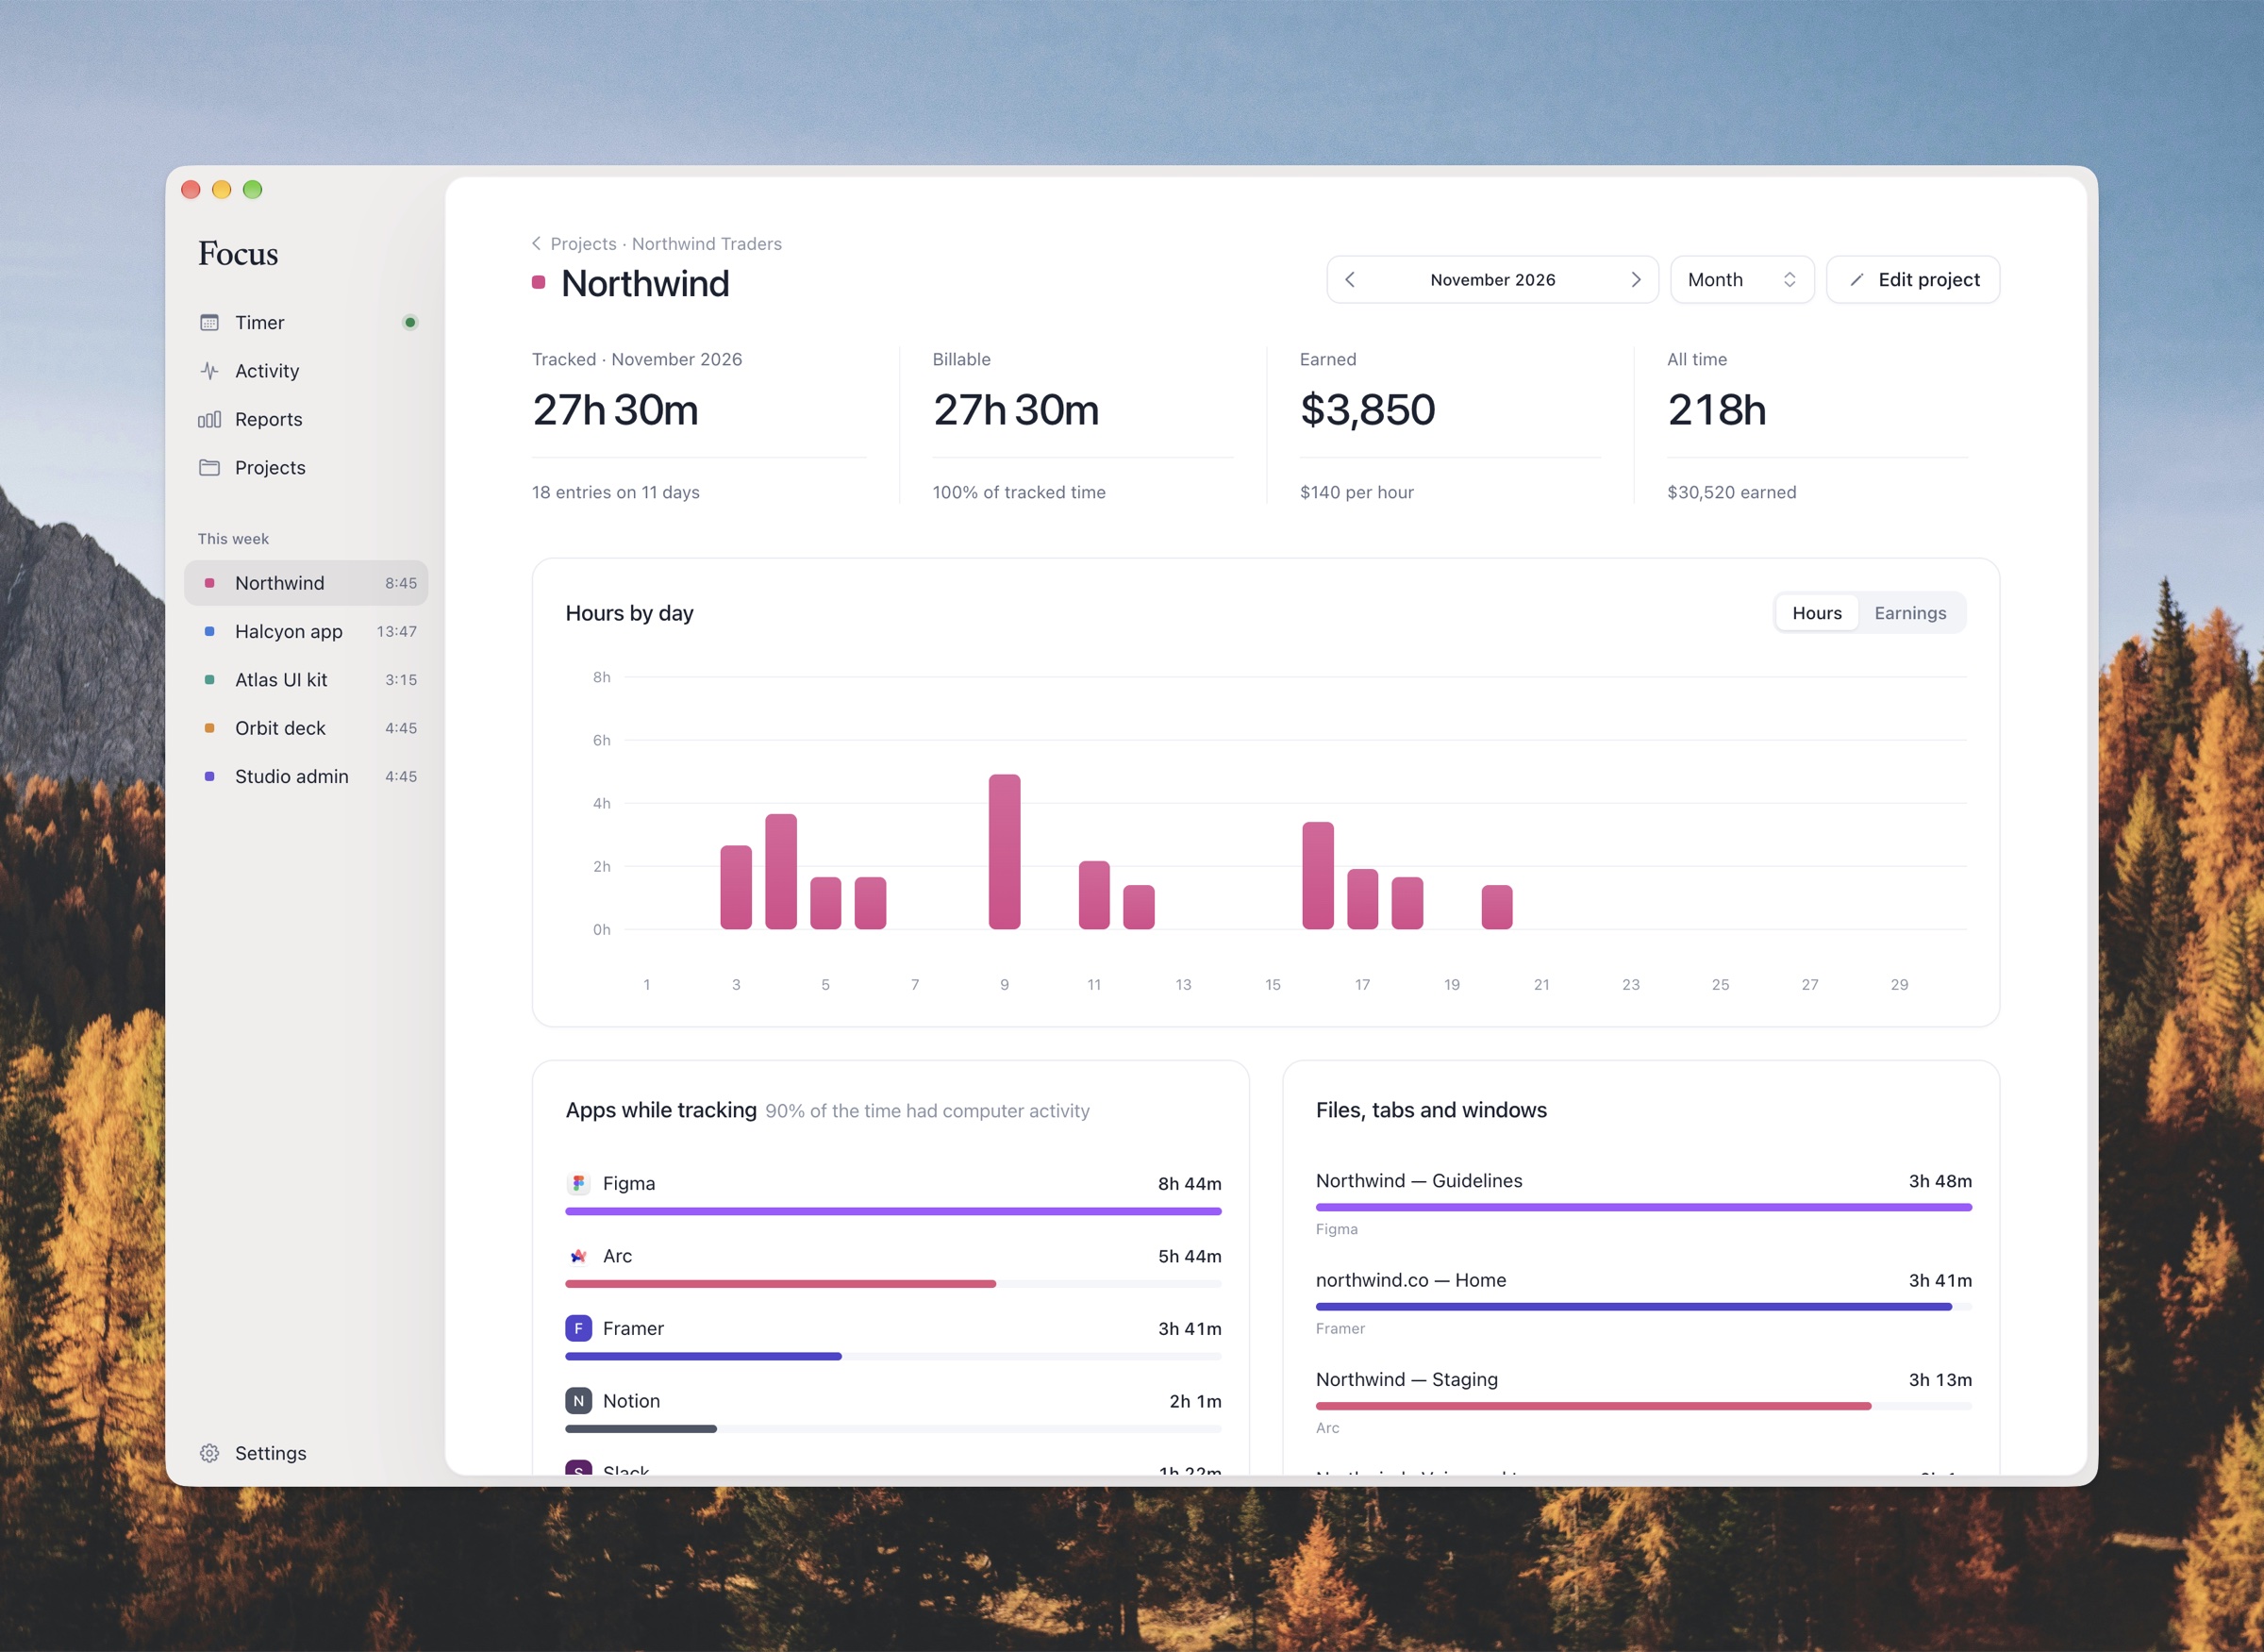 Focus
Timer
Activity
Reports
Projects
This week
Northwind 8:45
Halcyon app 13:47
Atlas UI kit 3:15
Orbit deck 4:45
Studio admin 4:45
Settings
Projects · Northwind Traders
Northwind
November 2026
Month
Edit project
Tracked · November 2026
27h 30m
18 entries on 11 days
Billable
27h 30m
100% of tracked time
Earned
$3,850
$140 per hour
All time
218h
$30,520 earned
Hours by day
Hours Earnings
8h
6h
4h
2h
0h
1 3 5 7 9 11 13 15 17 19 21 23 25 27 29
Apps while tracking 90% of the time had computer activity
Figma 8h 44m
Arc 5h 44m
F Framer 3h 41m
N Notion 2h 1m
S Slack 1h 22m
Files, tabs and windows
Northwind — Guidelines 3h 48m
Figma
northwind.co — Home 3h 41m
Framer
Northwind — Staging 3h 13m
Arc